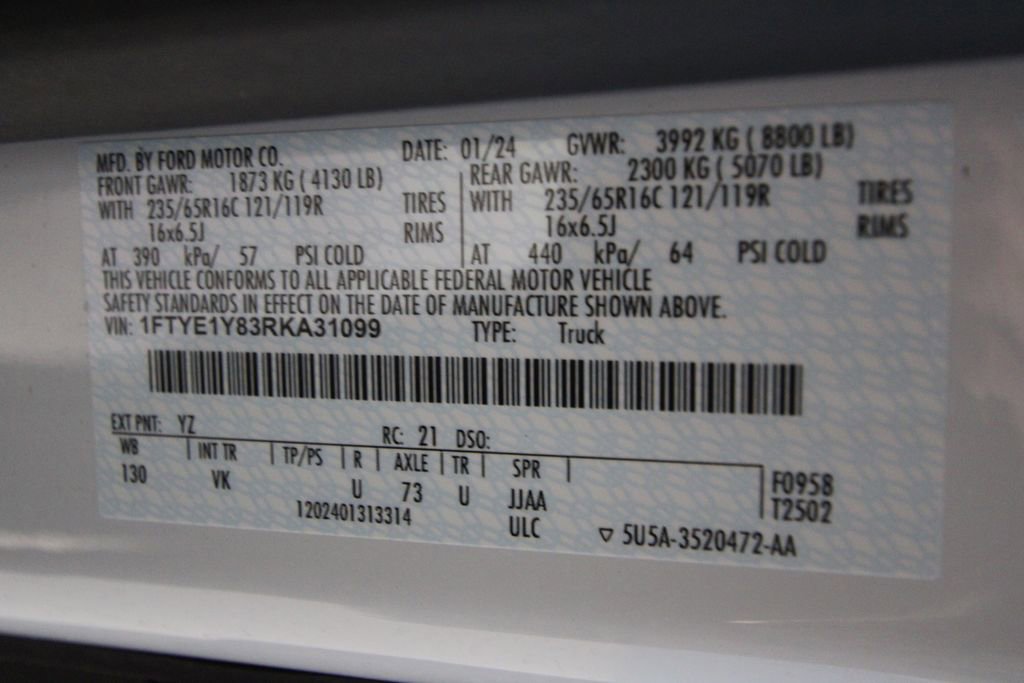 MFD. BY FORD MOTOR CO. DATE: 01/24 GVWR: 3992 KG ( 8800 LB)
FRONT GAWR: 1873 KG ( 4130 LB) REAR GAWR: 2300 KG ( 5070 LB)
WITH 235/65R16C 121/119R TIRES WITH 235/65R16C 121/119R TIRES
16x6.5J RIMS 16x6.5J RIMS
AT 390 kPa/ 57 PSI COLD AT 440 kPa/ 64 PSI COLD
THIS VEHICLE CONFORMS TO ALL APPLICABLE FEDERAL MOTOR VEHICLE
SAFETY STANDARDS IN EFFECT ON THE DATE OF MANUFACTURE SHOWN ABOVE.
VIN: 1FTYE1Y83RKA31099 TYPE: Truck
EXT PNT: YZ RC: 21 DSO:
WB INT TR TP/PS R AXLE TR SPR F0958
130 VK U 73 U JJAA T2502
1202401313314 ULC ▽ 5U5A-3520472-AA